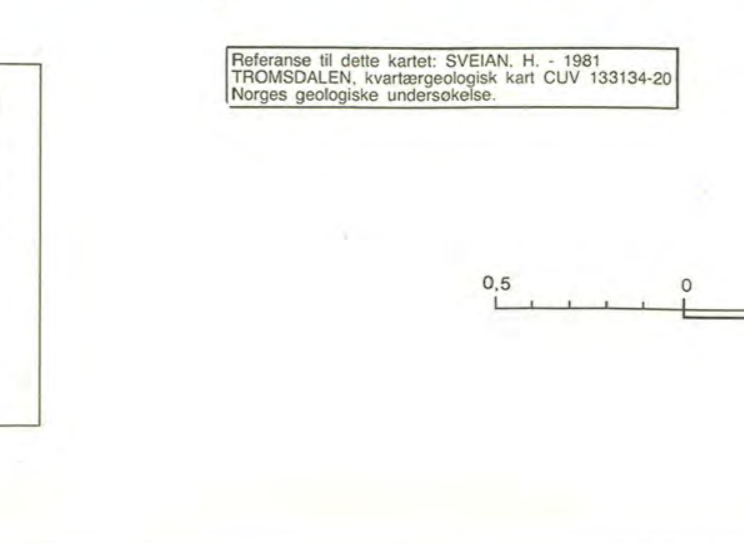 Referanse til dette kartet: SVEIAN, H. - 1981
TROMSDALEN, kvartærgeologisk kart CUV 133134-20
Norges geologiske undersøkelse.
0,5 0